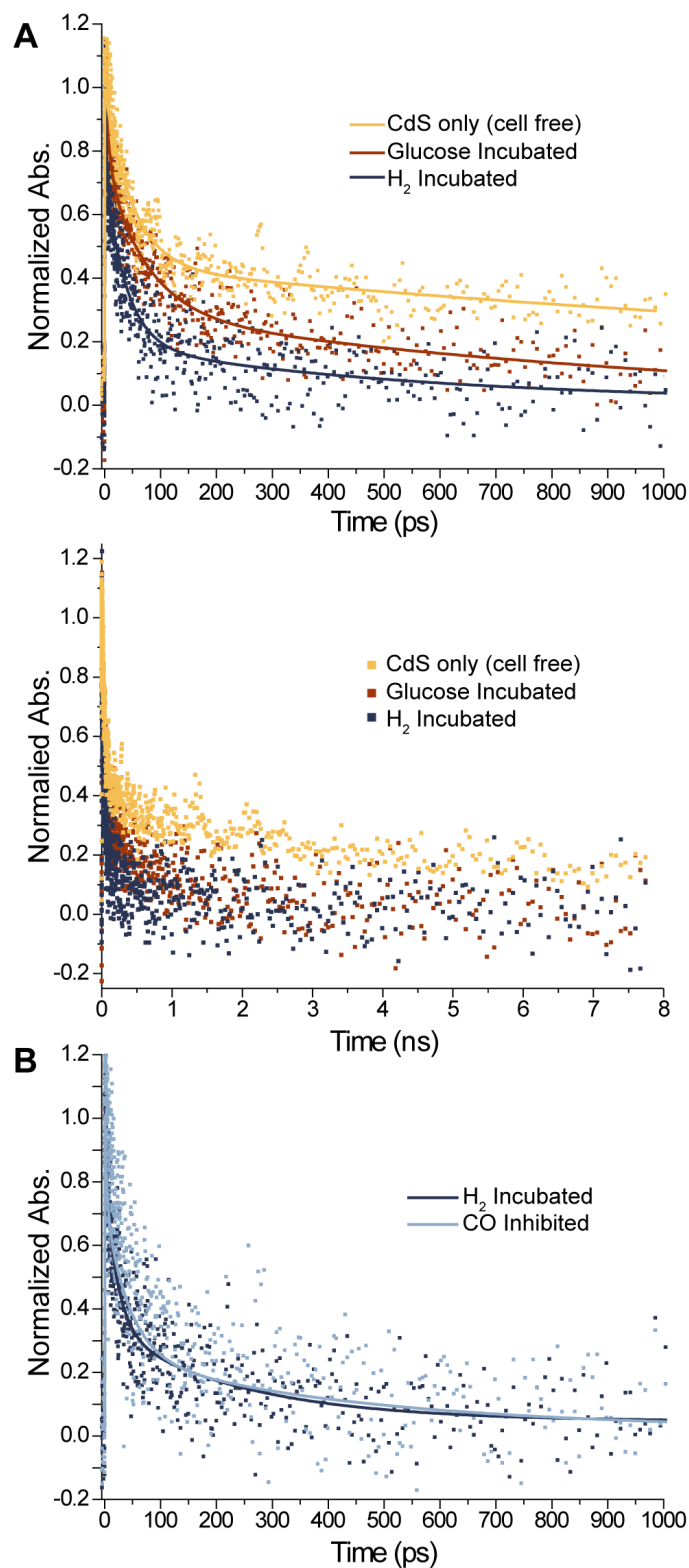 A
1.2
1.0
0.8
0.6
0.4
0.2
0.0
-0.2
Normalized Abs.
CdS only (cell free)
Glucose Incubated
H2 Incubated
0 100 200 300 400 500 600 700 800 900 1000
Time (ps)
1.2
1.0
0.8
0.6
0.4
0.2
0.0
-0.2
Normalied Abs.
CdS only (cell free)
Glucose Incubated
H2 Incubated
0 1 2 3 4 5 6 7 8
Time (ns)
B
1.2
1.0
0.8
0.6
0.4
0.2
0.0
-0.2
Normalized Abs.
H2 Incubated
CO Inhibited
0 100 200 300 400 500 600 700 800 900 1000
Time (ps)